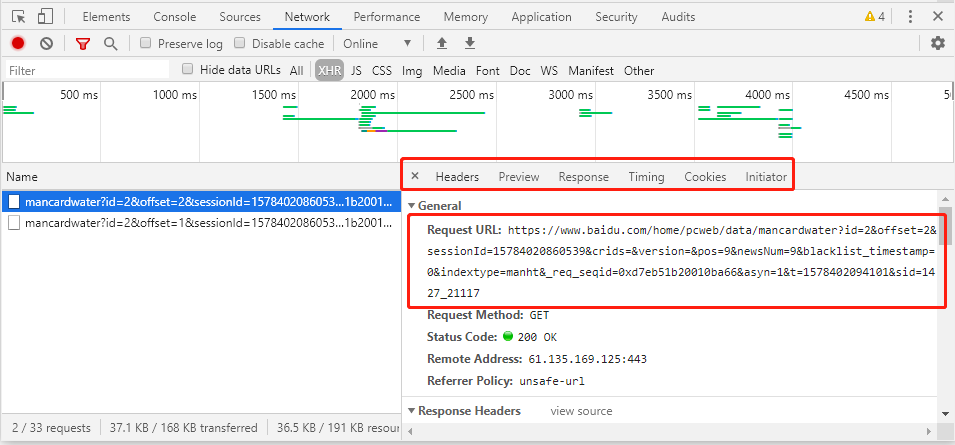 Elements Console Sources Network Performance Memory Application Security Audits 4
Preserve log Disable cache Online
Filter Hide data URLs All XHR JS CSS Img Media Font Doc WS Manifest Other
500 ms 1000 ms 1500 ms 2000 ms 2500 ms 3000 ms 3500 ms 4000 ms 4500 ms
Name
× Headers Preview Response Timing Cookies Initiator
mancardwater?id=2&offset=2&sessionId=1578402086053…1b2001…
mancardwater?id=2&offset=1&sessionId=1578402086053…1b2001…
General
Request URL: https://www.baidu.com/home/pcweb/data/mancardwater?id=2&offset=2&
sessionId=15784020860539&crids=&version=&pos=9&newsNum=9&blacklist_timestamp=
0&indextype=manht&_req_seqid=0xd7eb51b20010ba66&asyn=1&t=1578402094101&sid=14
27_21117
Request Method: GET
Status Code: 200 OK
Remote Address: 61.135.169.125:443
Referrer Policy: unsafe-url
Response Headers view source
2 / 33 requests 37.1 KB / 168 KB transferred 36.5 KB / 191 KB resou